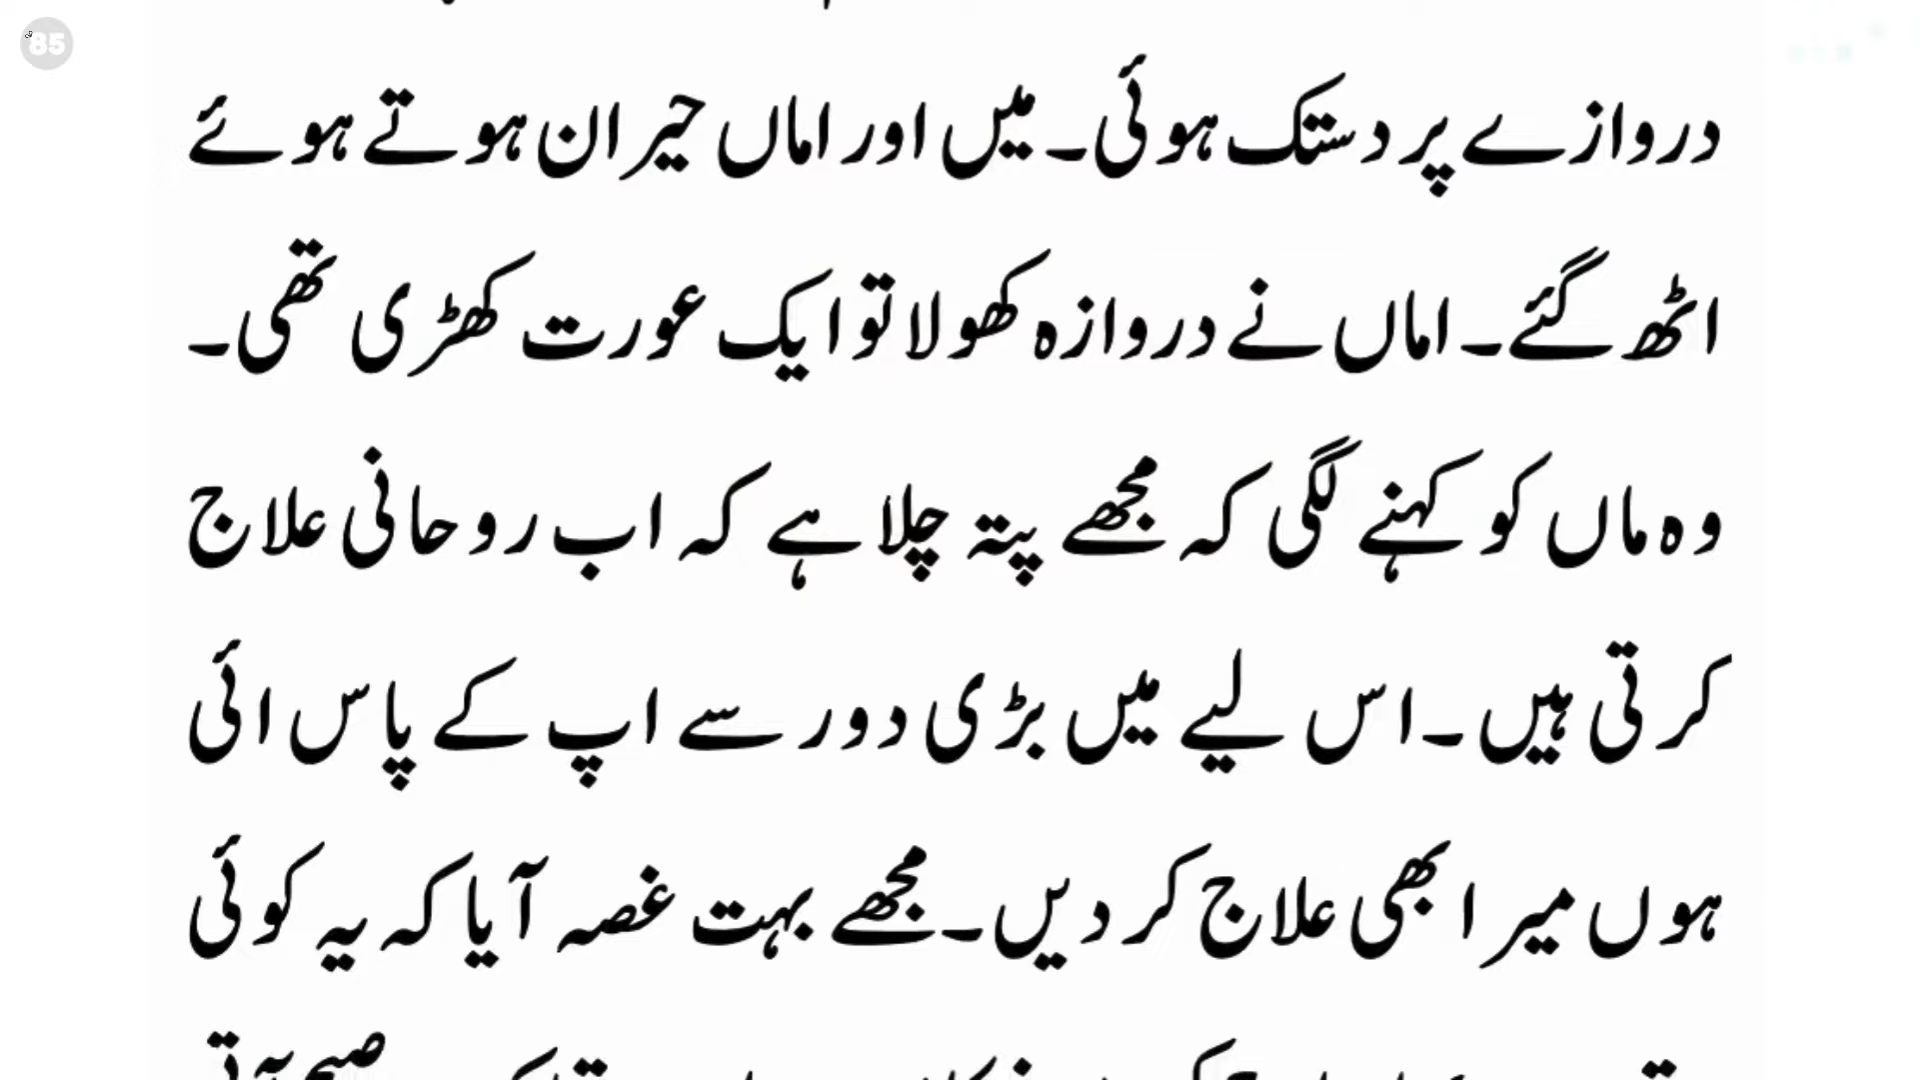 85
دروازے پر دستک ہوئی۔ میں اور اماں حیران ہوتے ہوئے
اٹھ گئے۔ اماں نے دروازہ کھولا تو ایک عورت کھڑی تھی۔
وہ ماں کو کہنے لگی کہ مجھے پتہ چلا ہے کہ اب روحانی علاج
کرتی ہیں۔ اس لیے میں بڑی دور سے اپ کے پاس ائی
ہوں میرا بھی علاج کر دیں۔ مجھے بہت غصہ آیا کہ یہ کوئی